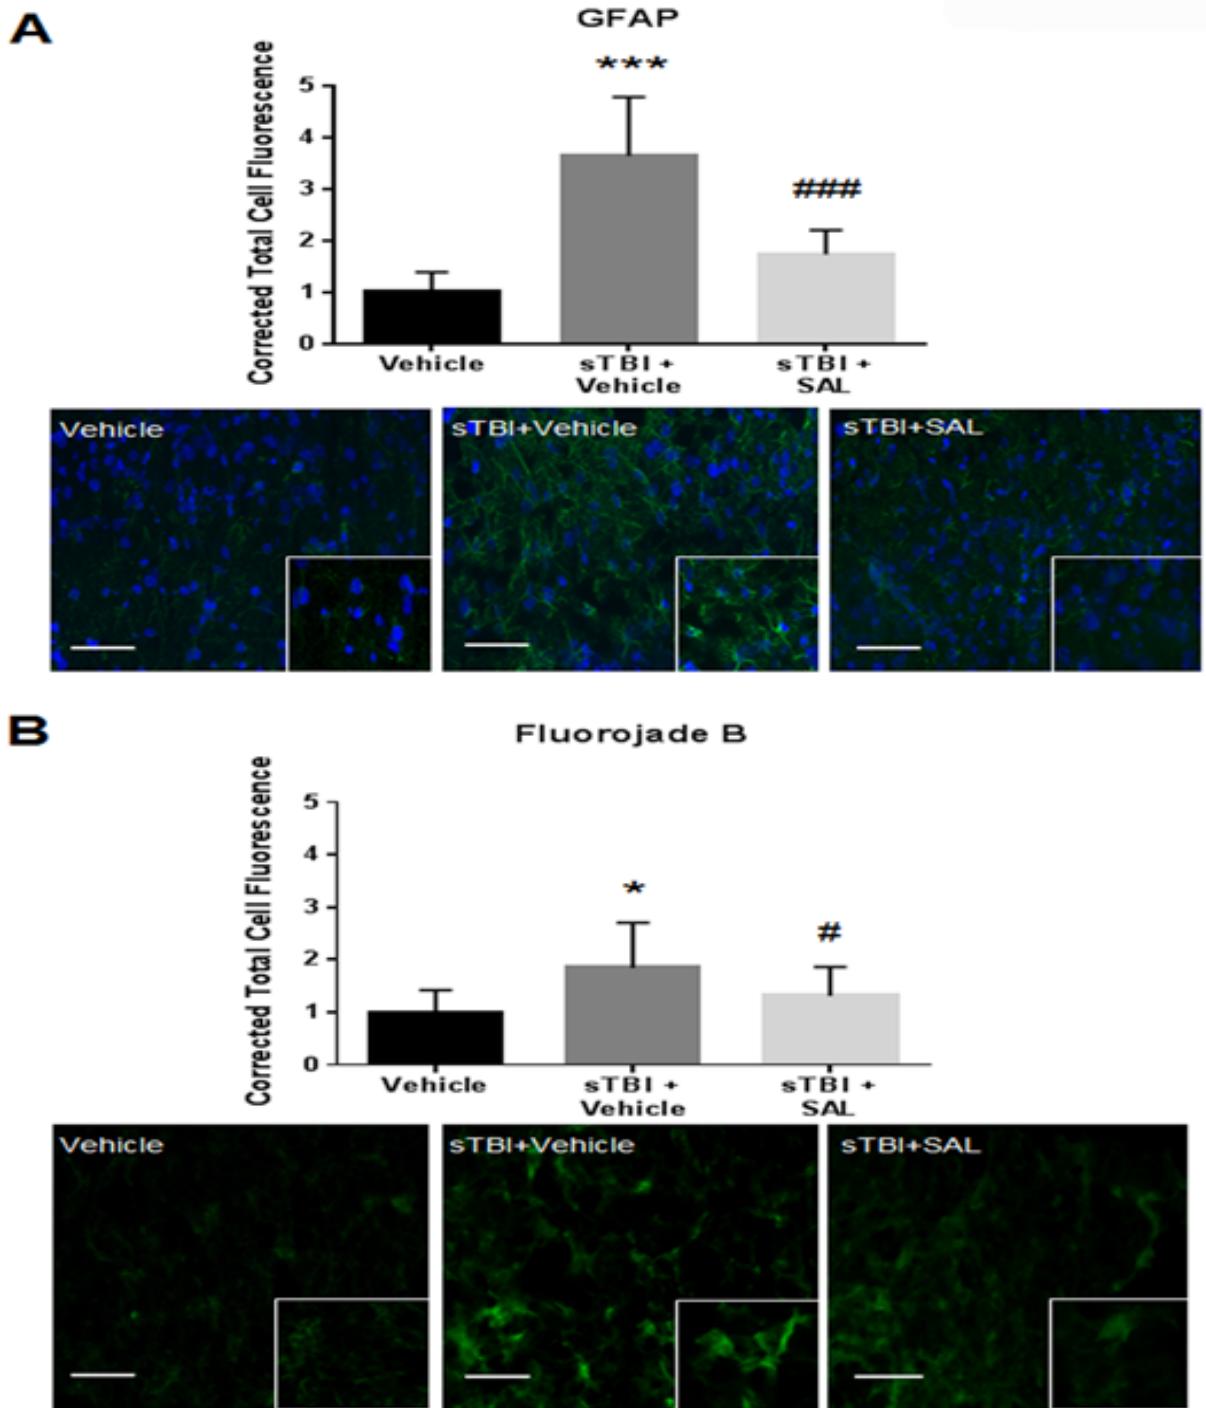 A
GFAP
Corrected Total Cell Fluorescence
***
###
5
4
3
2
1
0
Vehicle
sTBI +
Vehicle
sTBI +
SAL
Vehicle
sTBI+Vehicle
sTBI+SAL
B
Fluorojade B
Corrected Total Cell Fluorescence
*
#
5
4
3
2
1
0
Vehicle
sTBI +
Vehicle
sTBI +
SAL
Vehicle
sTBI+Vehicle
sTBI+SAL